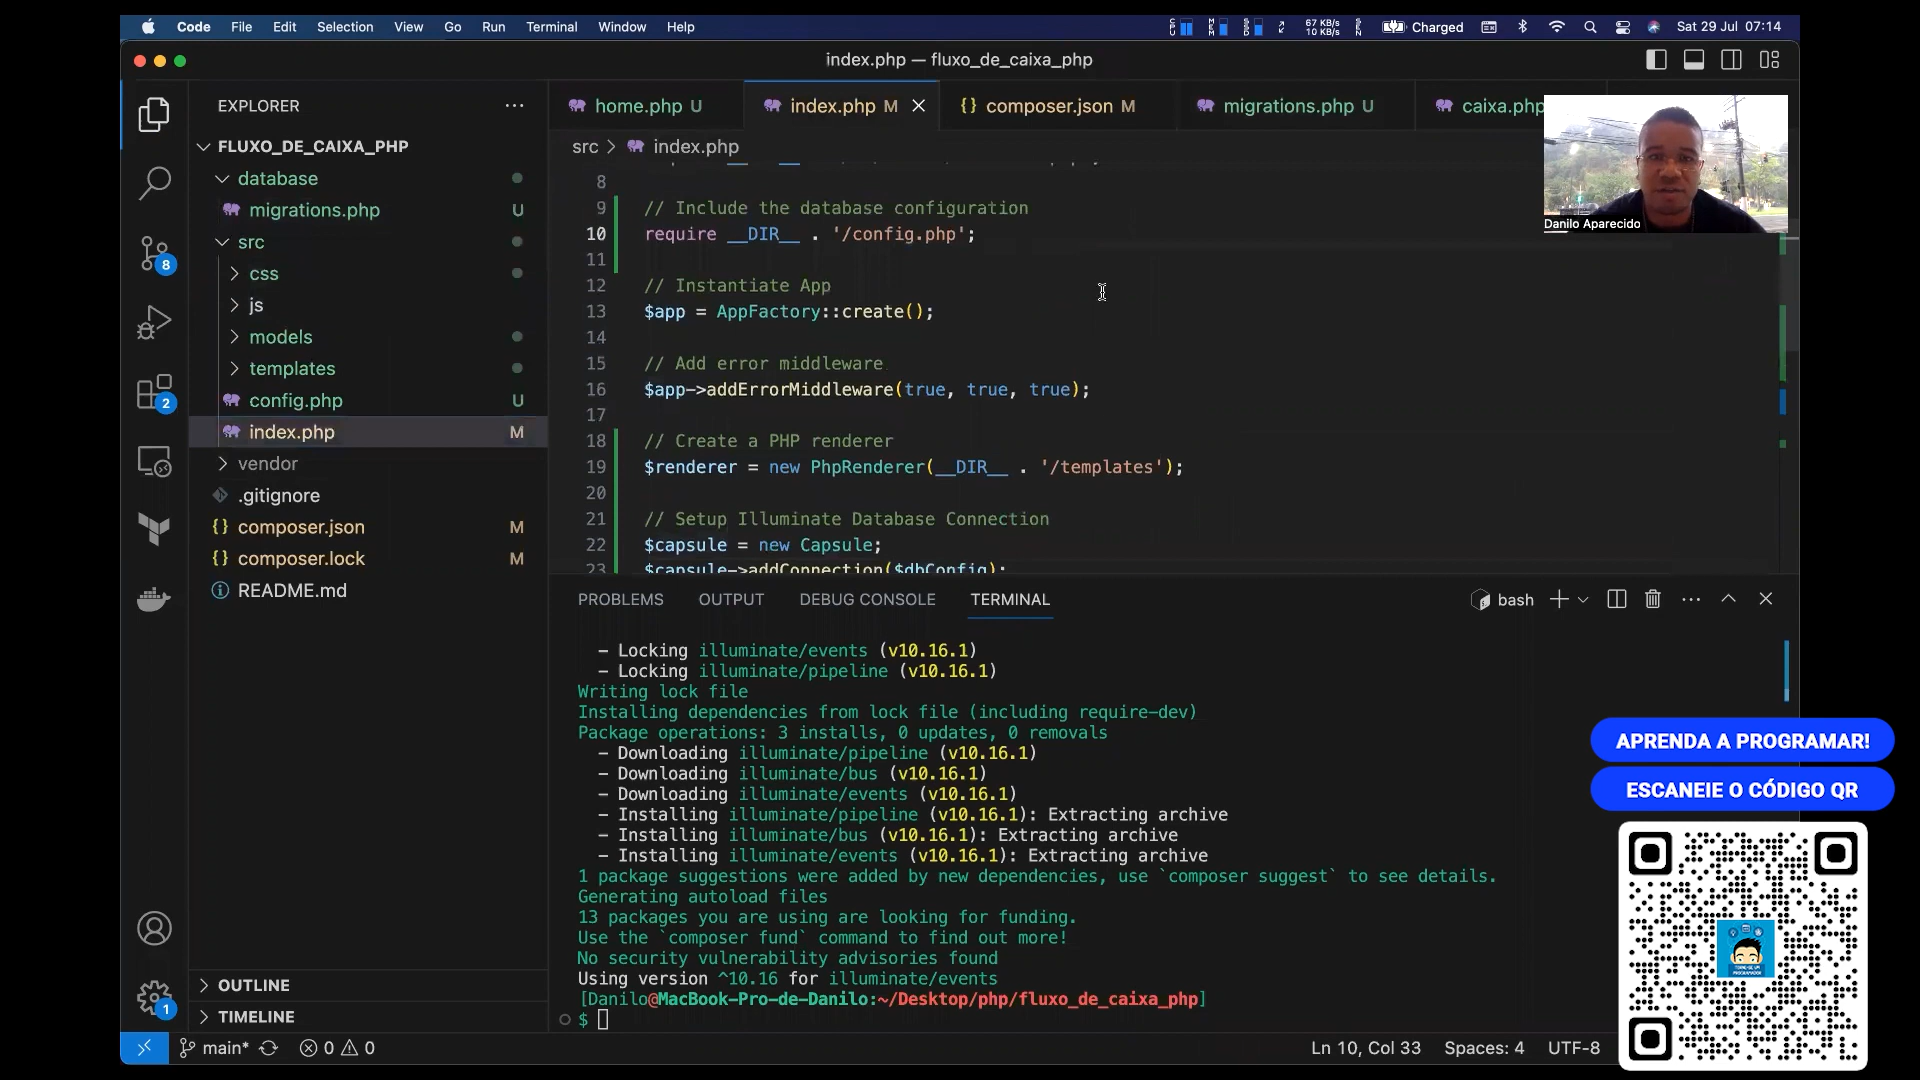 Code File Edit Selection View Go Run Terminal Window Help
67 KB/s
10 KB/s
Charged
Sat 29 Jul 07:14
index.php — fluxo_de_caixa_php
EXPLORER
home.php U
index.php M
{} composer.json M
migrations.php U
caixa.php
FLUXO_DE_CAIXA_PHP
src > index.php
database
migrations.php U
src
css
js
models
templates
config.php U
index.php M
vendor
.gitignore
{} composer.json M
{} composer.lock M
README.md
OUTLINE
TIMELINE
8
2
1
8
9 // Include the database configuration
10 require __DIR__ . '/config.php';
11
12 // Instantiate App
13 $app = AppFactory::create();
14
15 // Add error middleware
16 $app->addErrorMiddleware(true, true, true);
17
18 // Create a PHP renderer
19 $renderer = new PhpRenderer(__DIR__ . '/templates');
20
21 // Setup Illuminate Database Connection
22 $capsule = new Capsule;
23 $capsule->addConnection($dbConfig);
Danilo Aparecido
PROBLEMS OUTPUT DEBUG CONSOLE TERMINAL
bash
- Locking illuminate/events (v10.16.1)
- Locking illuminate/pipeline (v10.16.1)
Writing lock file
Installing dependencies from lock file (including require-dev)
Package operations: 3 installs, 0 updates, 0 removals
- Downloading illuminate/pipeline (v10.16.1)
- Downloading illuminate/bus (v10.16.1)
- Downloading illuminate/events (v10.16.1)
- Installing illuminate/pipeline (v10.16.1): Extracting archive
- Installing illuminate/bus (v10.16.1): Extracting archive
- Installing illuminate/events (v10.16.1): Extracting archive
1 package suggestions were added by new dependencies, use `composer suggest` to see details.
Generating autoload files
13 packages you are using are looking for funding.
Use the `composer fund` command to find out more!
No security vulnerability advisories found
Using version ^10.16 for illuminate/events
[Danilo@MacBook-Pro-de-Danilo:~/Desktop/php/fluxo_de_caixa_php]
$
APRENDA A PROGRAMAR!
ESCANEIE O CÓDIGO QR
main* 0 0
Ln 10, Col 33 Spaces: 4 UTF-8